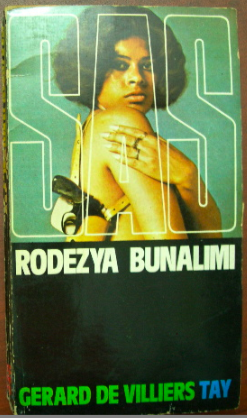 SAS
RODEZYA BUNALIMI
GERARD DE VILLIERS TAY